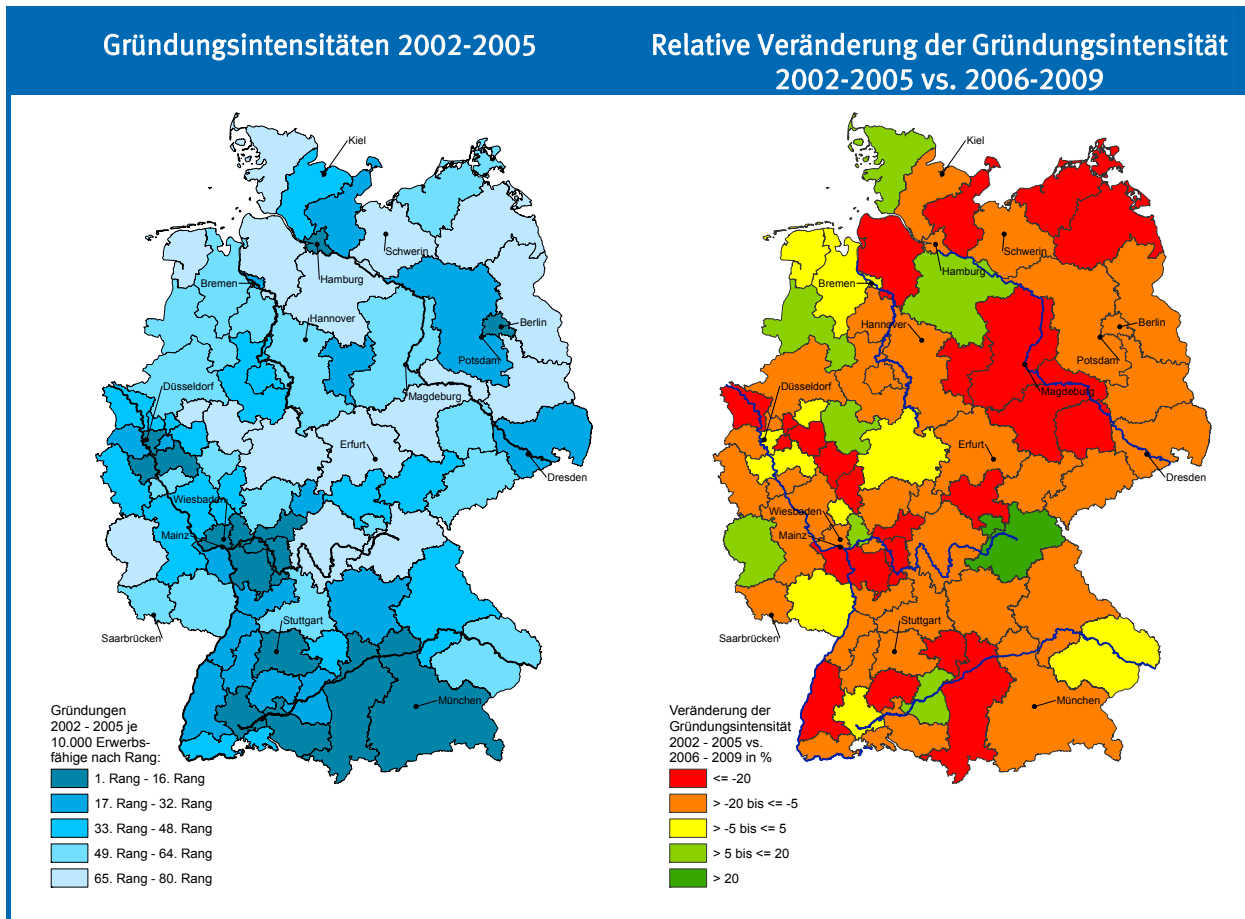 Gründungsintensitäten 2002-2005
Relative Veränderung der Gründungsintensität
2002-2005 vs. 2006-2009
Kiel
Schwerin
Hamburg
Bremen
Hannover
Berlin
Potsdam
Düsseldorf
Magdeburg
Erfurt
Dresden
Wiesbaden
Mainz
Stuttgart
Saarbrücken
München
Gründungen
2002 - 2005 je
10.000 Erwerbs-
fähige nach Rang:
1. Rang - 16. Rang
17. Rang - 32. Rang
33. Rang - 48. Rang
49. Rang - 64. Rang
65. Rang - 80. Rang
Kiel
Schwerin
Hamburg
Bremen
Hannover
Berlin
Potsdam
Düsseldorf
Magdeburg
Erfurt
Dresden
Wiesbaden
Mainz
Stuttgart
Saarbrücken
München
Veränderung der
Gründungsintensität
2002 - 2005 vs.
2006 - 2009 in %
<= -20
> -20 bis <= -5
> -5 bis <= 5
> 5 bis <= 20
> 20